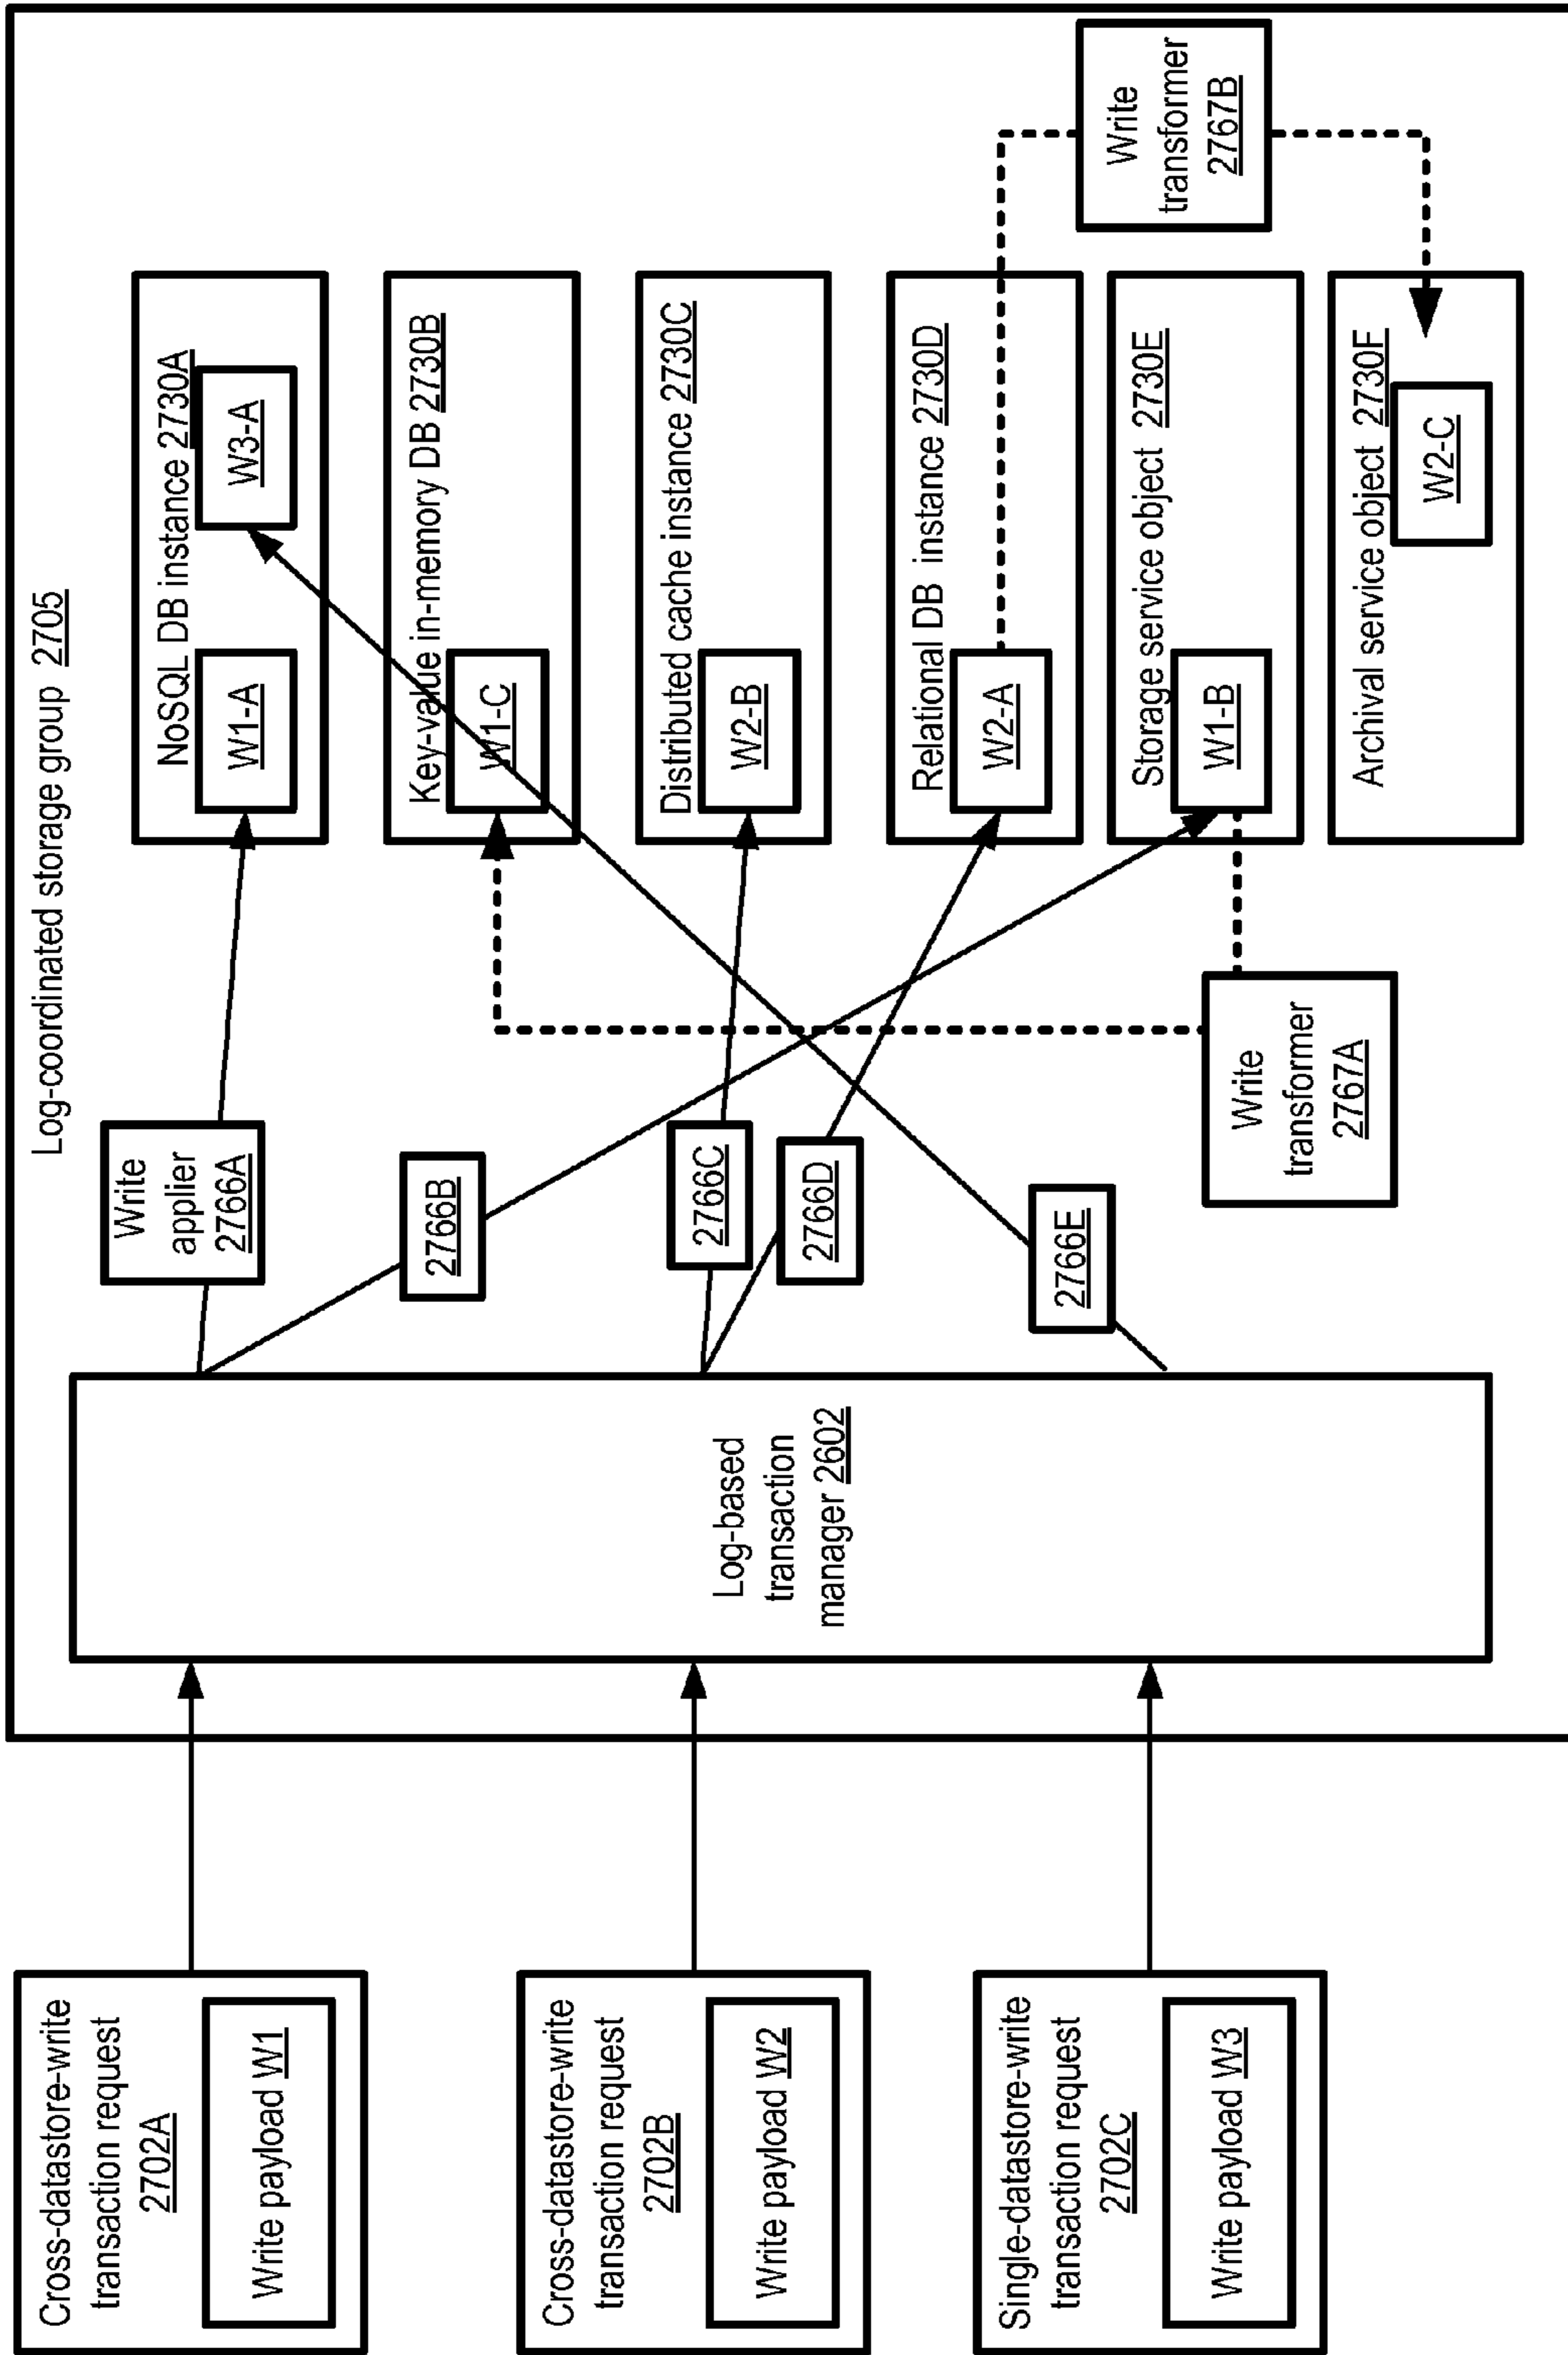 Cross-datastore-write
transaction request
2702A
Write payload W1
Cross-datastore-write
transaction request
2702B
Write payload W2
Single-datastore-write
transaction request
2702C
Write payload W3
Log-coordinated storage group 2705
Log-based
transaction
manager 2602
Write
applier
2766A
2766B
2766C
2766D
2766E
Write
transformer
2767A
NoSQL DB instance 2730A
W1-A
W3-A
Key-value in-memory DB 2730B
W1-C
Distributed cache instance 2730C
W2-B
Relational DB instance 2730D
W2-A
Storage service object 2730E
W1-B
Archival service object 2730F
W2-C
Write
transformer
2767B